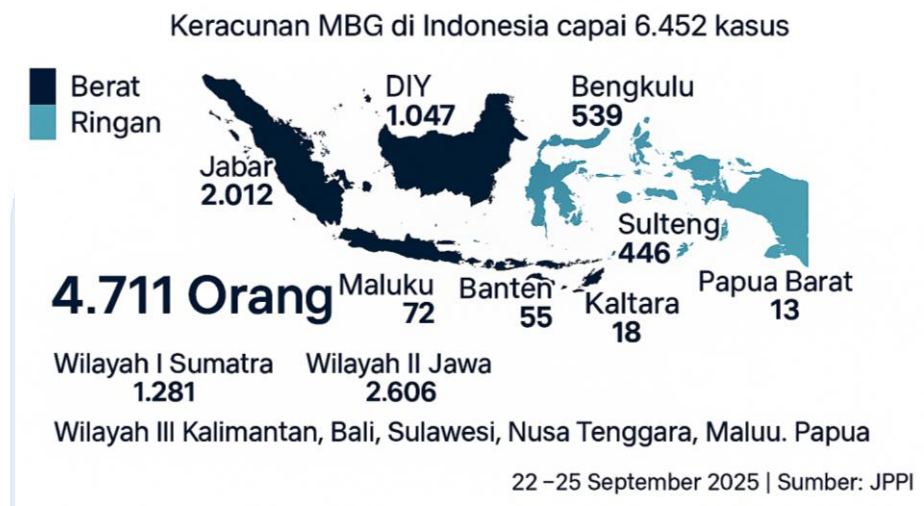 Keracunan MBG di Indonesia capai 6.452 kasus
Berat
Ringan
DIY
1.047
Bengkulu
539
Jabar
2.012
Sulteng
446
4.711 Orang
Maluku
72
Banten
55
Kaltara
18
Papua Barat
13
Wilayah I Sumatra
1.281
Wilayah II Jawa
2.606
Wilayah III Kalimantan, Bali, Sulawesi, Nusa Tenggara, Maluu. Papua
22 –25 September 2025 | Sumber: JPPI